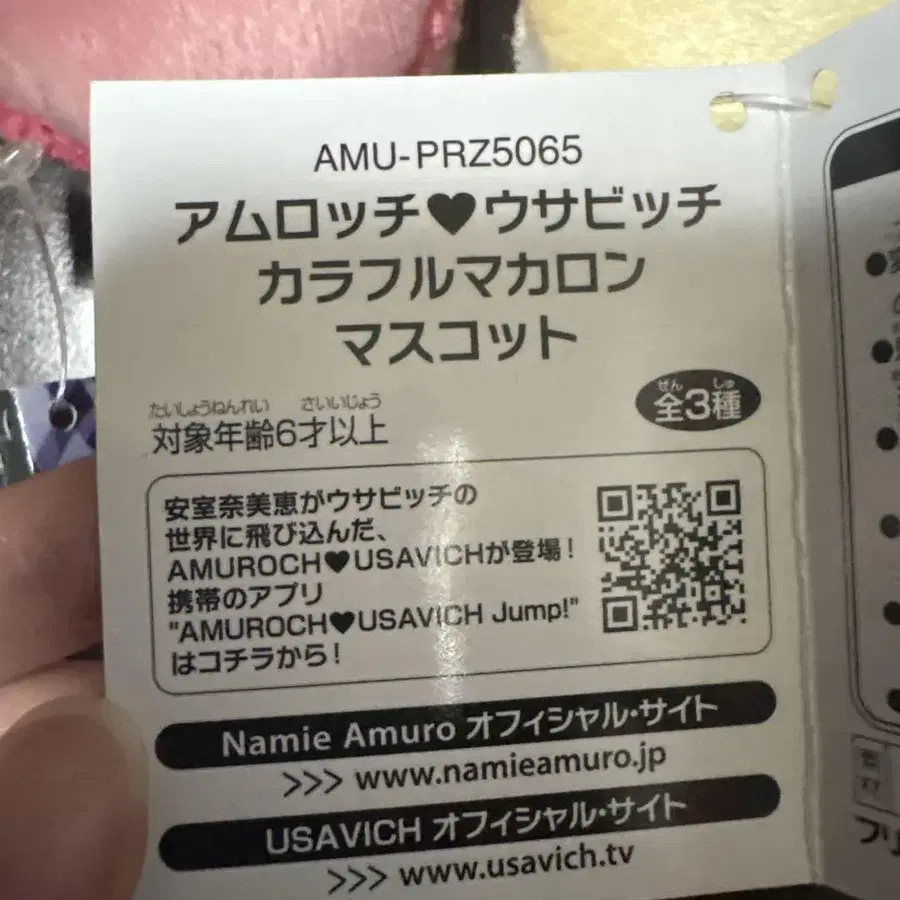 AMU-PRZ5065
アムロッチ♥ウサビッチ
カラフルマカロン
マスコット
たいしょうねんれい さいいじょう
対象年齢6才以上
ぜん しゅ
全3種
安室奈美恵がウサビッチの
世界に飛び込んだ、
AMUROCH♥USAVICHが登場!
携帯のアプリ
"AMUROCH♥USAVICH Jump!"
はコチラから!
Namie Amuro オフィシャル・サイト
>>> www.namieamuro.jp
USAVICH オフィシャル・サイト
>>> www.usavich.tv